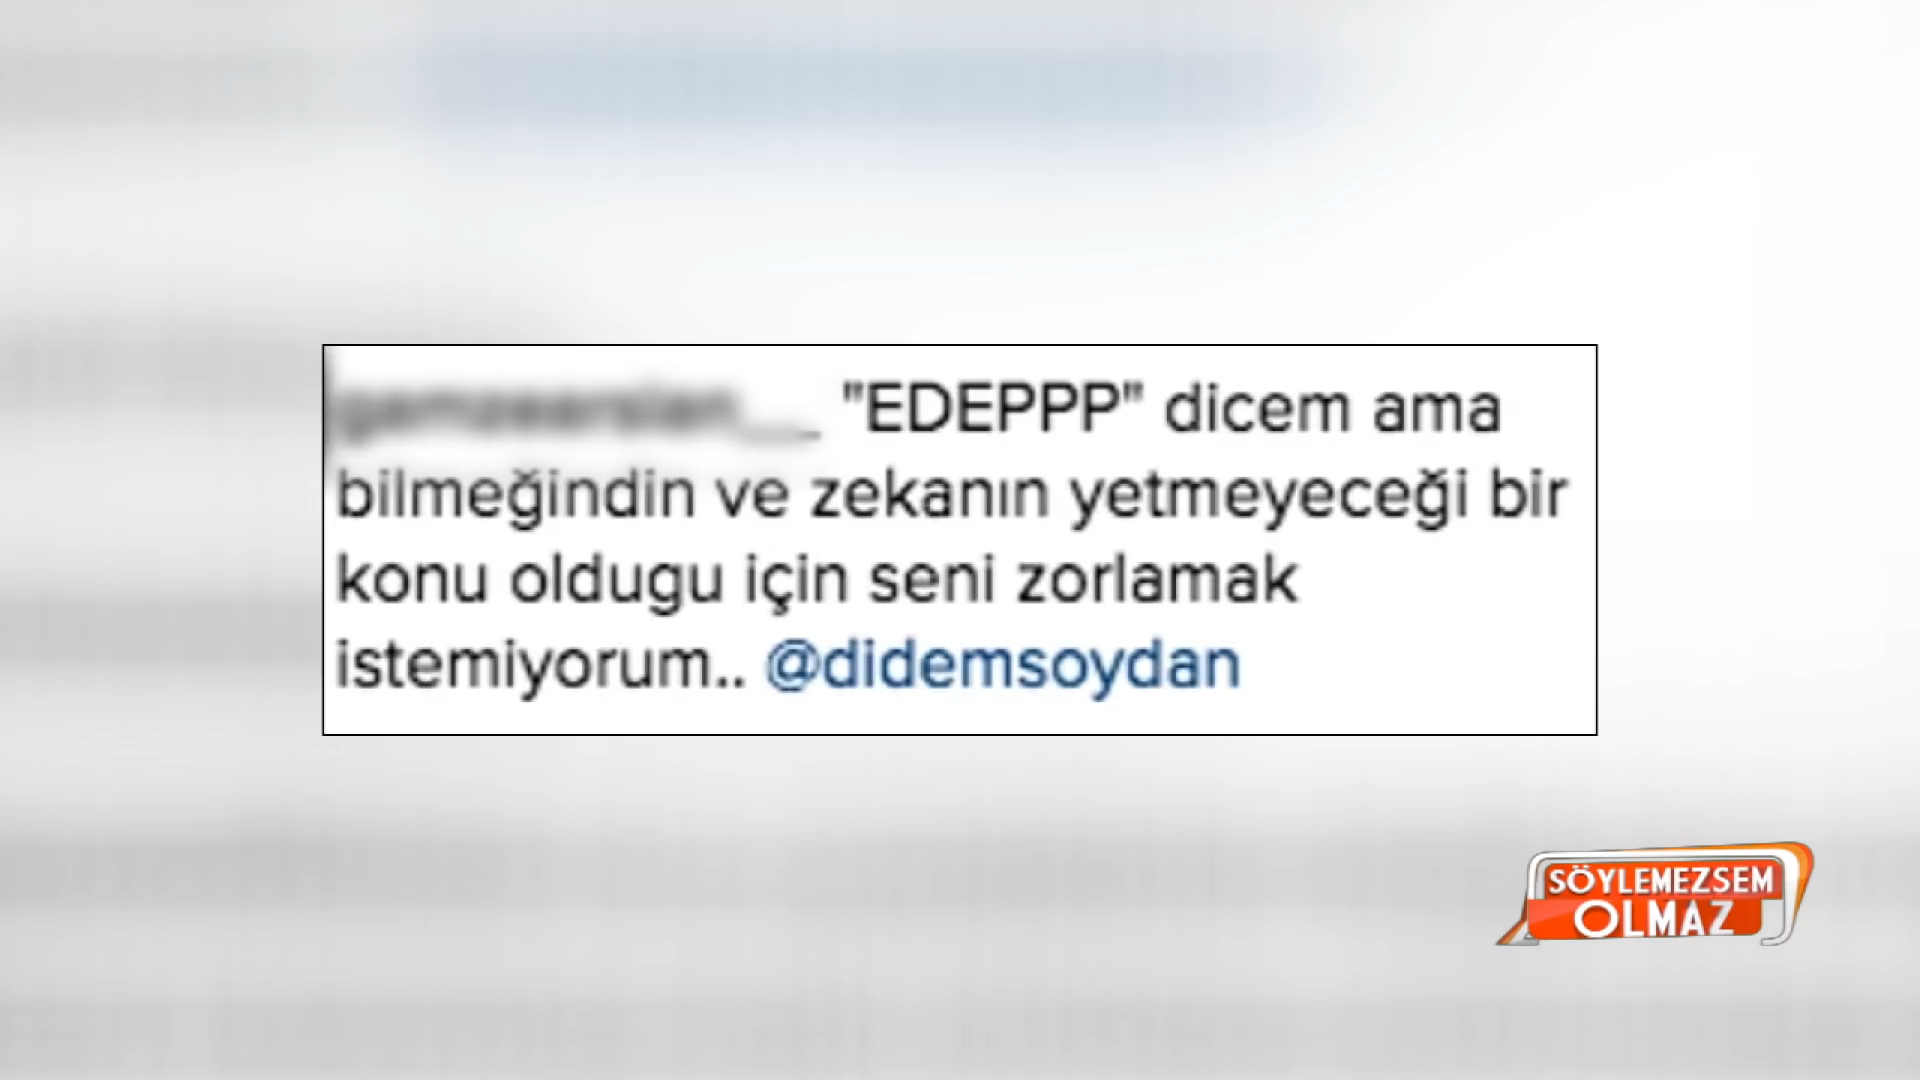 "EDEPPP" dicem ama
bilmeğindin ve zekanın yetmeyeceği bir
konu oldugu için seni zorlamak
istemiyorum.. @didemsoydan
SÖYLEMEZSEM
OLMAZ